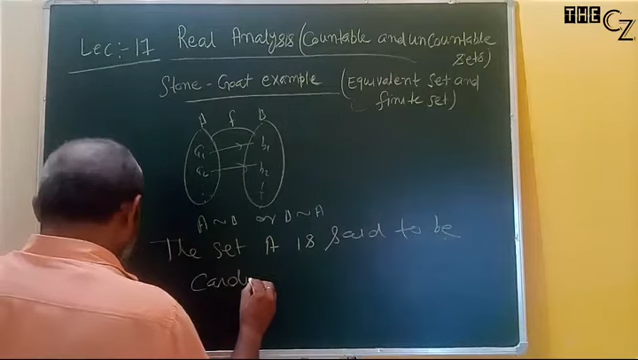 THE CZ
Lec:- 17 Real Analysis (Countable and unCountable
sets)
Stone-Goat example (Equivalent set and
finite set)
A f B
a1 b1
a2 b2
A ~ B or B ~ A
The set A is said to be
Card